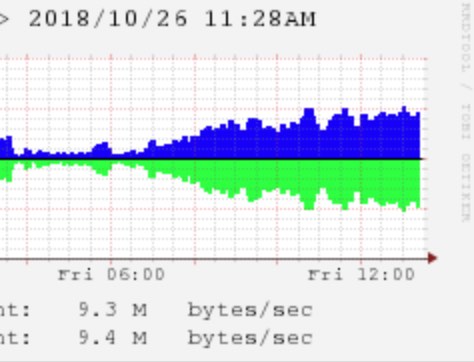 > 2018/10/26 11:28AM
RRDTOOL / TOBI OETIKER
Fri 06:00 Fri 12:00
nt: 9.3 M bytes/sec
nt: 9.4 M bytes/sec